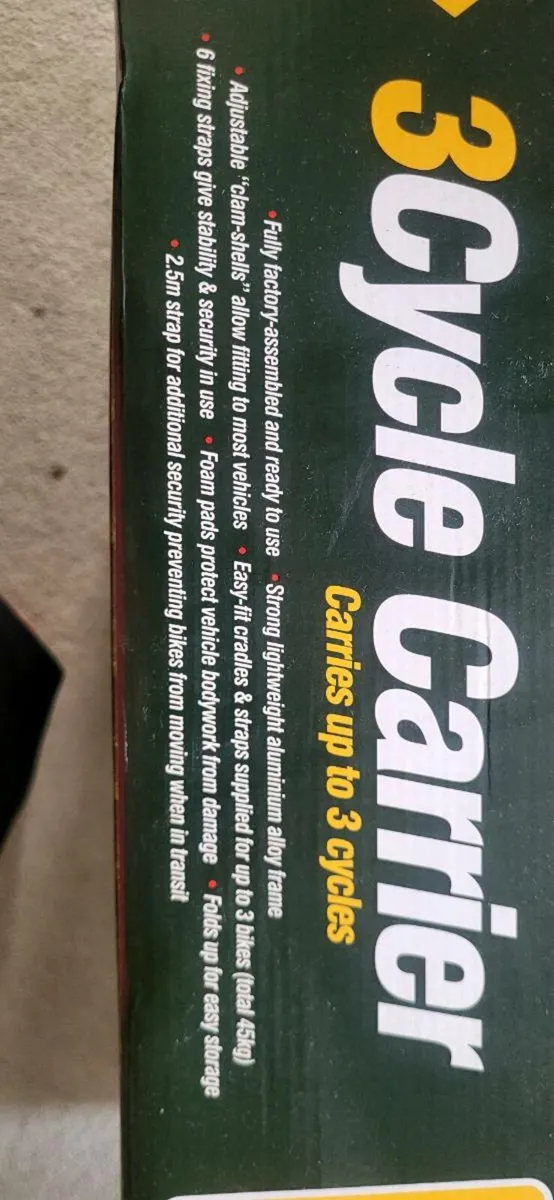 3Cycle Carrier
Carries up to 3 cycles
• Fully factory-assembled and ready to use • Strong lightweight aluminium alloy frame
• Adjustable "clam-shells" allow fitting to most vehicles • Easy-fit cradles & straps supplied for up to 3 bikes (total 45kg)
• 6 fixing straps give stability & security in use • Foam pads protect vehicle bodywork from damage • Folds up for easy storage
• 2.5m strap for additional security preventing bikes from moving when in transit